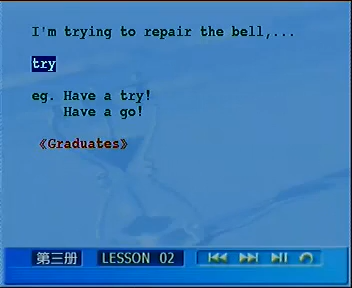 I'm trying to repair the bell,...
try
eg. Have a try!
Have a go!
《Graduates》
第三册 LESSON 02